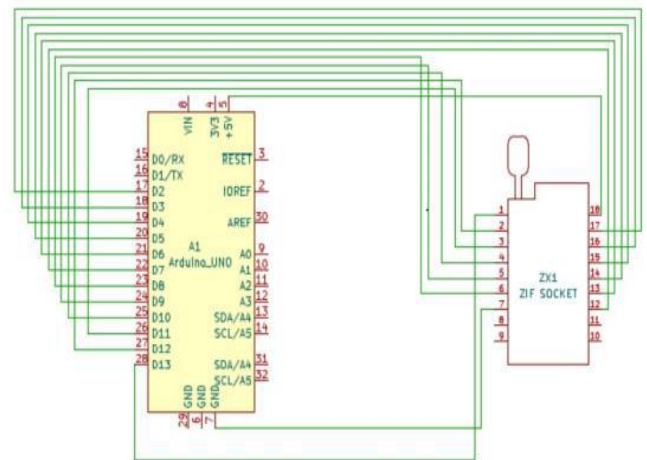 8
4
5
VIN
3V3
+5V
15
D0/RX
RESET
3
16
D1/TX
17
D2
IOREF
2
18
D3
19
D4
AREF
30
20
D5
21
D6
A0
9
22
D7
A1
10
23
D8
A2
11
24
D9
A3
12
25
D10
SDA/A4
13
26
D11
SCL/A5
14
27
D12
28
D13
SDA/A4
31
SCL/A5
32
A1
Arduino_UNO
GND
GND
GND
29
6
7
1
18
2
17
3
16
4
15
5
14
6
13
7
12
8
11
9
10
ZX1
ZIF SOCKET